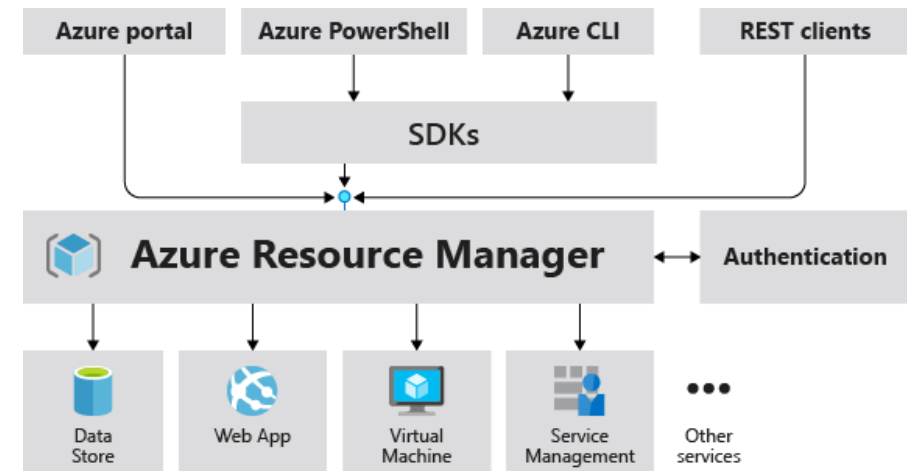 Azure portal
Azure PowerShell
Azure CLI
REST clients
SDKs
Azure Resource Manager
Authentication
Data
Store
Web App
Virtual
Machine
Service
Management
Other
services